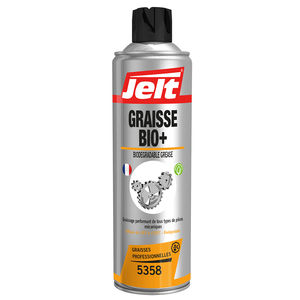 Jelt
GRAISSE
BIO+
BIODEGRADABLE GREASE
Graissage performant de tous types de pièces
mécaniques
GRAISSES
PROFESSIONNELLES
5358